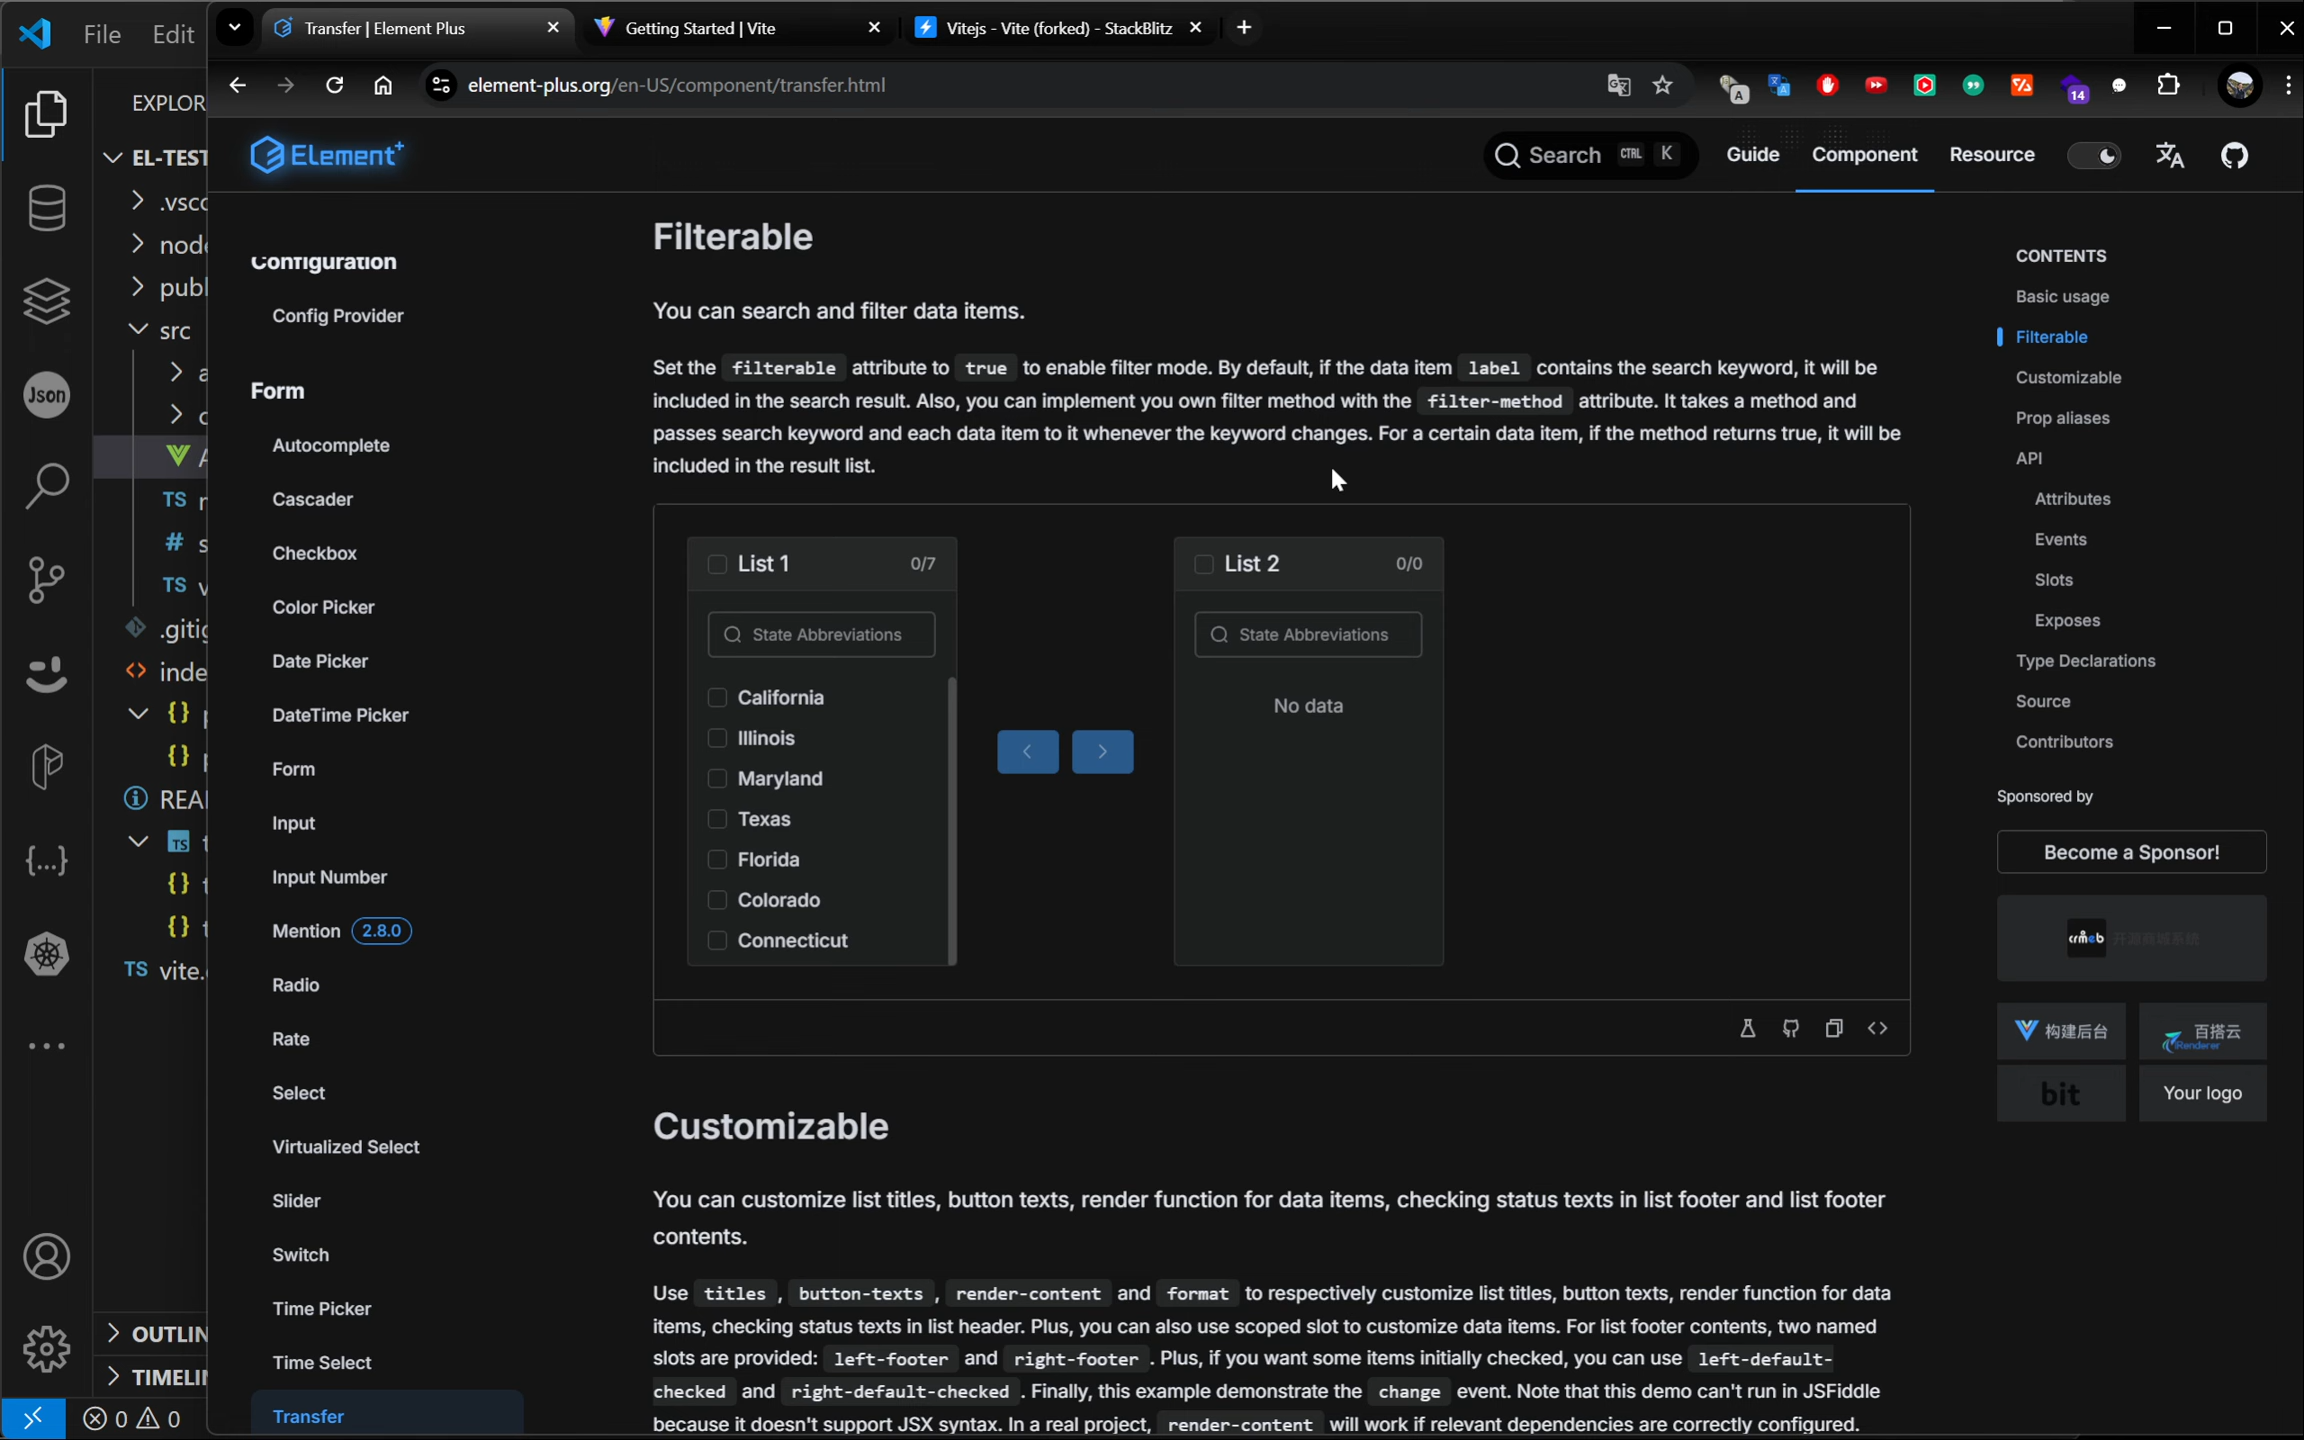 File Edit
Transfer | Element Plus
Getting Started | Vite
Vitejs - Vite (forked) - StackBlitz
element-plus.org/en-US/component/transfer.html
A
14
EXPLOR
EL-TEST
.vsco
node
publ
src
TS
#
TS
.gitig
inde
REAI
TS
TS vite.
OUTLIN
TIMELIN
0 0
Json
{...}
Element+
Search CTRL K
Guide
Component
Resource
Configuration
Config Provider
Form
Autocomplete
Cascader
Checkbox
Color Picker
Date Picker
DateTime Picker
Form
Input
Input Number
Mention 2.8.0
Radio
Rate
Select
Virtualized Select
Slider
Switch
Time Picker
Time Select
Transfer
Filterable
You can search and filter data items.
Set the filterable attribute to true to enable filter mode. By default, if the data item label contains the search keyword, it will be
included in the search result. Also, you can implement you own filter method with the filter-method attribute. It takes a method and
passes search keyword and each data item to it whenever the keyword changes. For a certain data item, if the method returns true, it will be
included in the result list.
List 1 0/7
State Abbreviations
California
Illinois
Maryland
Texas
Florida
Colorado
Connecticut
List 2 0/0
State Abbreviations
No data
Customizable
You can customize list titles, button texts, render function for data items, checking status texts in list footer and list footer
contents.
Use titles , button-texts , render-content and format to respectively customize list titles, button texts, render function for data
items, checking status texts in list header. Plus, you can also use scoped slot to customize data items. For list footer contents, two named
slots are provided: left-footer and right-footer . Plus, if you want some items initially checked, you can use left-default-
checked and right-default-checked . Finally, this example demonstrate the change event. Note that this demo can't run in JSFiddle
because it doesn't support JSX syntax. In a real project, render-content will work if relevant dependencies are correctly configured.
CONTENTS
Basic usage
Filterable
Customizable
Prop aliases
API
Attributes
Events
Slots
Exposes
Type Declarations
Source
Contributors
Sponsored by
Become a Sponsor!
crmeb 开源商城系统
构建后台
百搭云
iRenderer
bit
Your logo